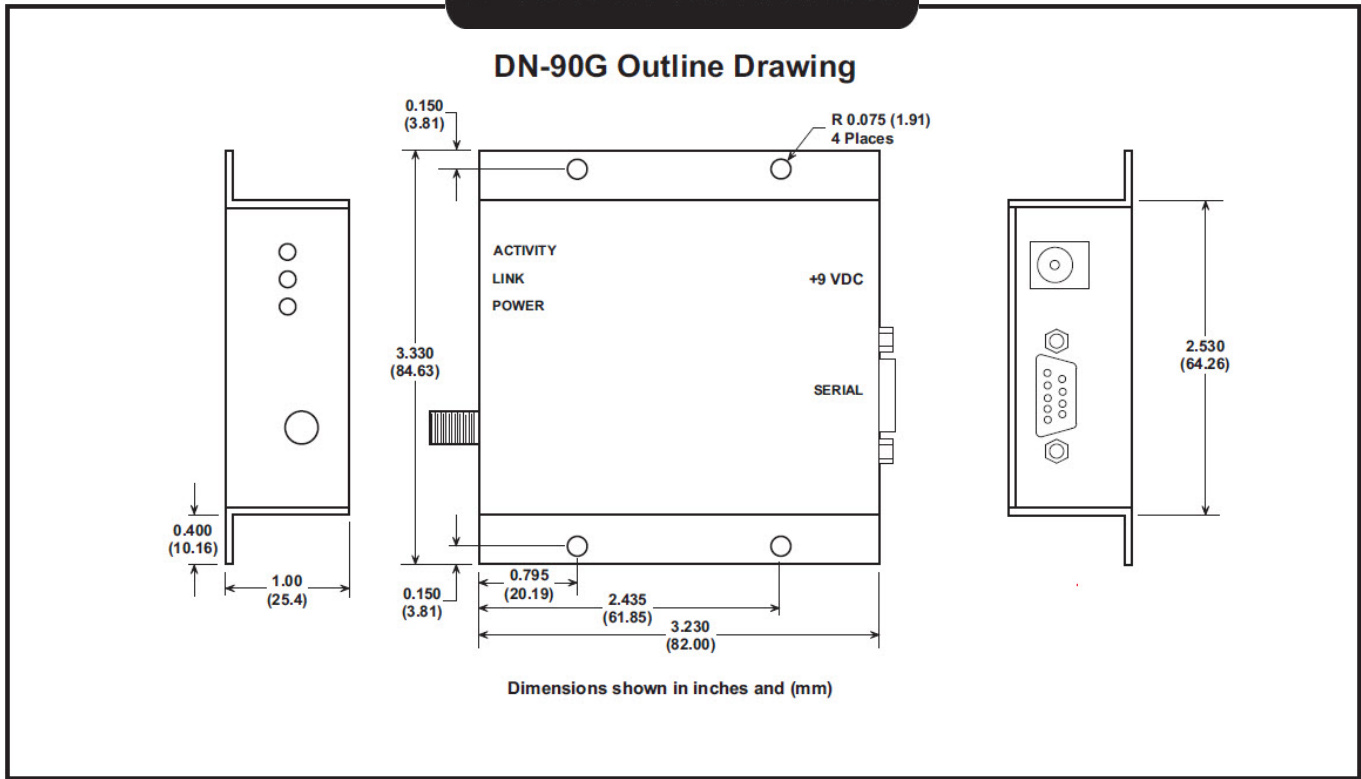 DN-90G Outline Drawing
0.150
(3.81)
R 0.075 (1.91)
4 Places
ACTIVITY
LINK
POWER
+9 VDC
SERIAL
3.330
(84.63)
2.530
(64.26)
0.400
(10.16)
1.00
(25.4)
0.150
(3.81)
0.795
(20.19)
2.435
(61.85)
3.230
(82.00)
Dimensions shown in inches and (mm)